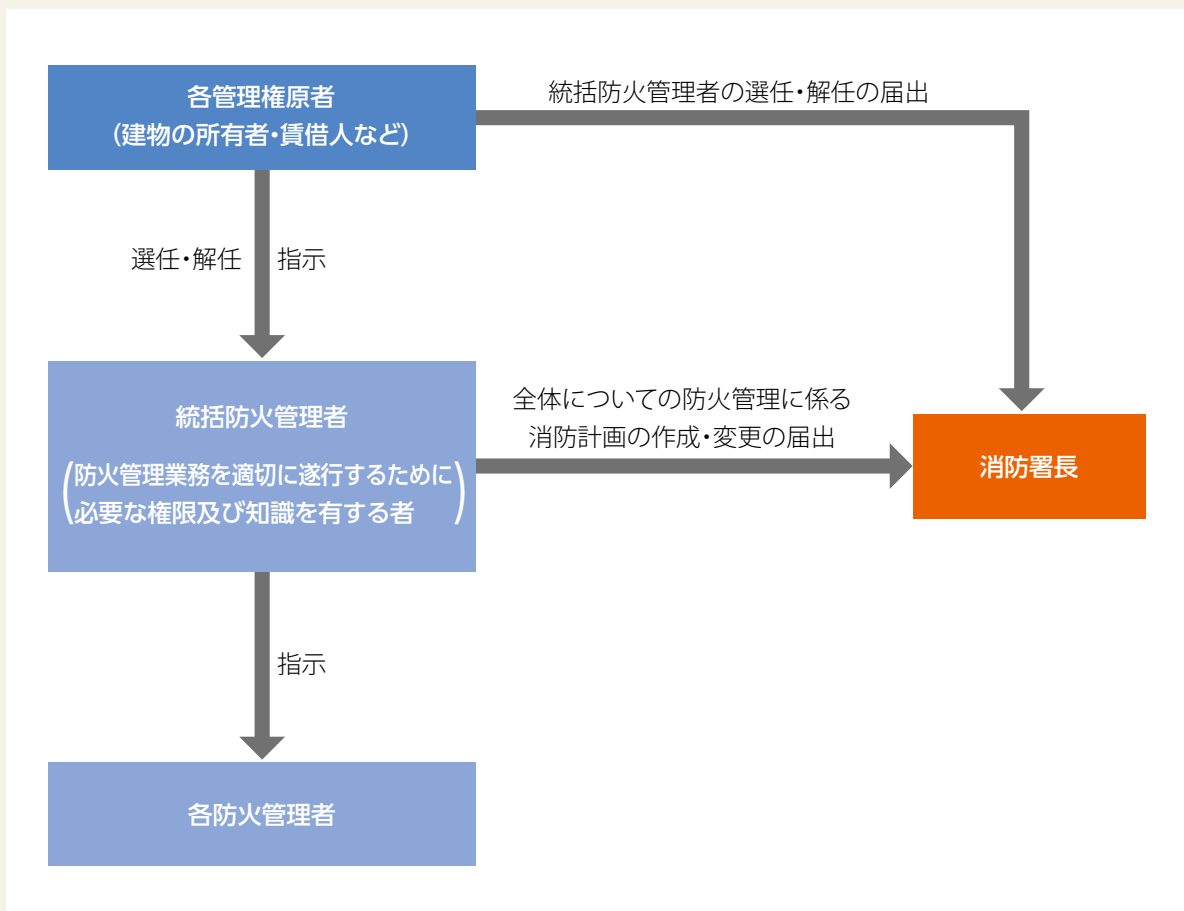 各管理権原者
（建物の所有者・賃借人など）
統括防火管理者の選任・解任の届出
選任・解任
指示
統括防火管理者
（防火管理業務を適切に遂行するために
必要な権限及び知識を有する者）
全体についての防火管理に係る
消防計画の作成・変更の届出
消防署長
指示
各防火管理者